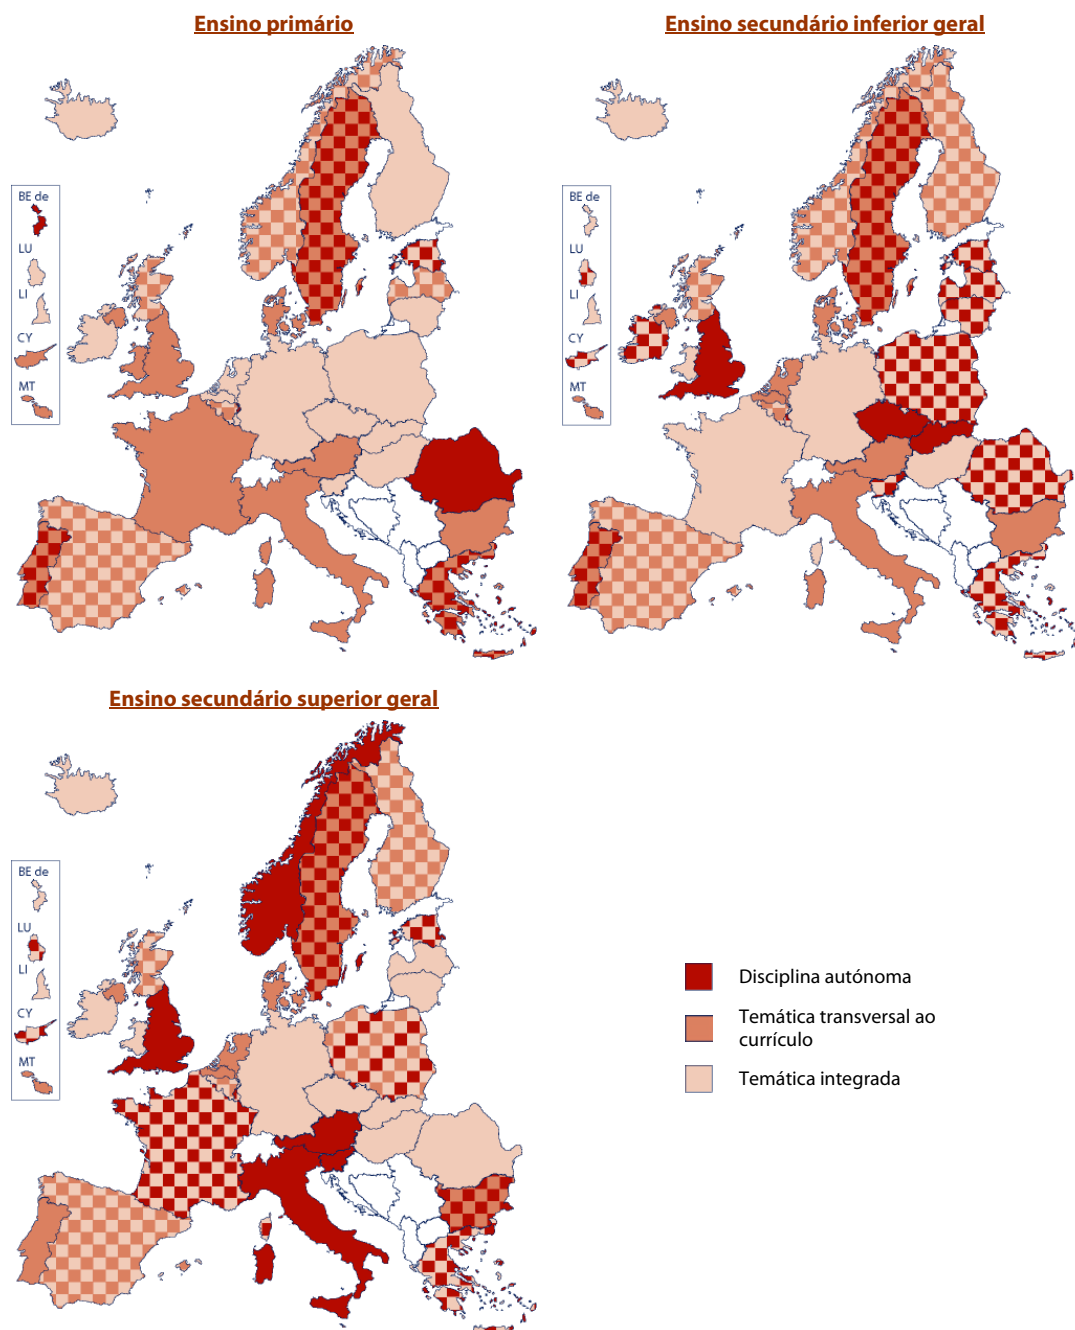 Ensino primário
Ensino secundário inferior geral
BE de
LU
LI
CY
MT
BE de
LU
LI
CY
MT
Ensino secundário superior geral
BE de
LU
LI
CY
MT
Disciplina autónoma
Temática transversal ao
currículo
Temática integrada